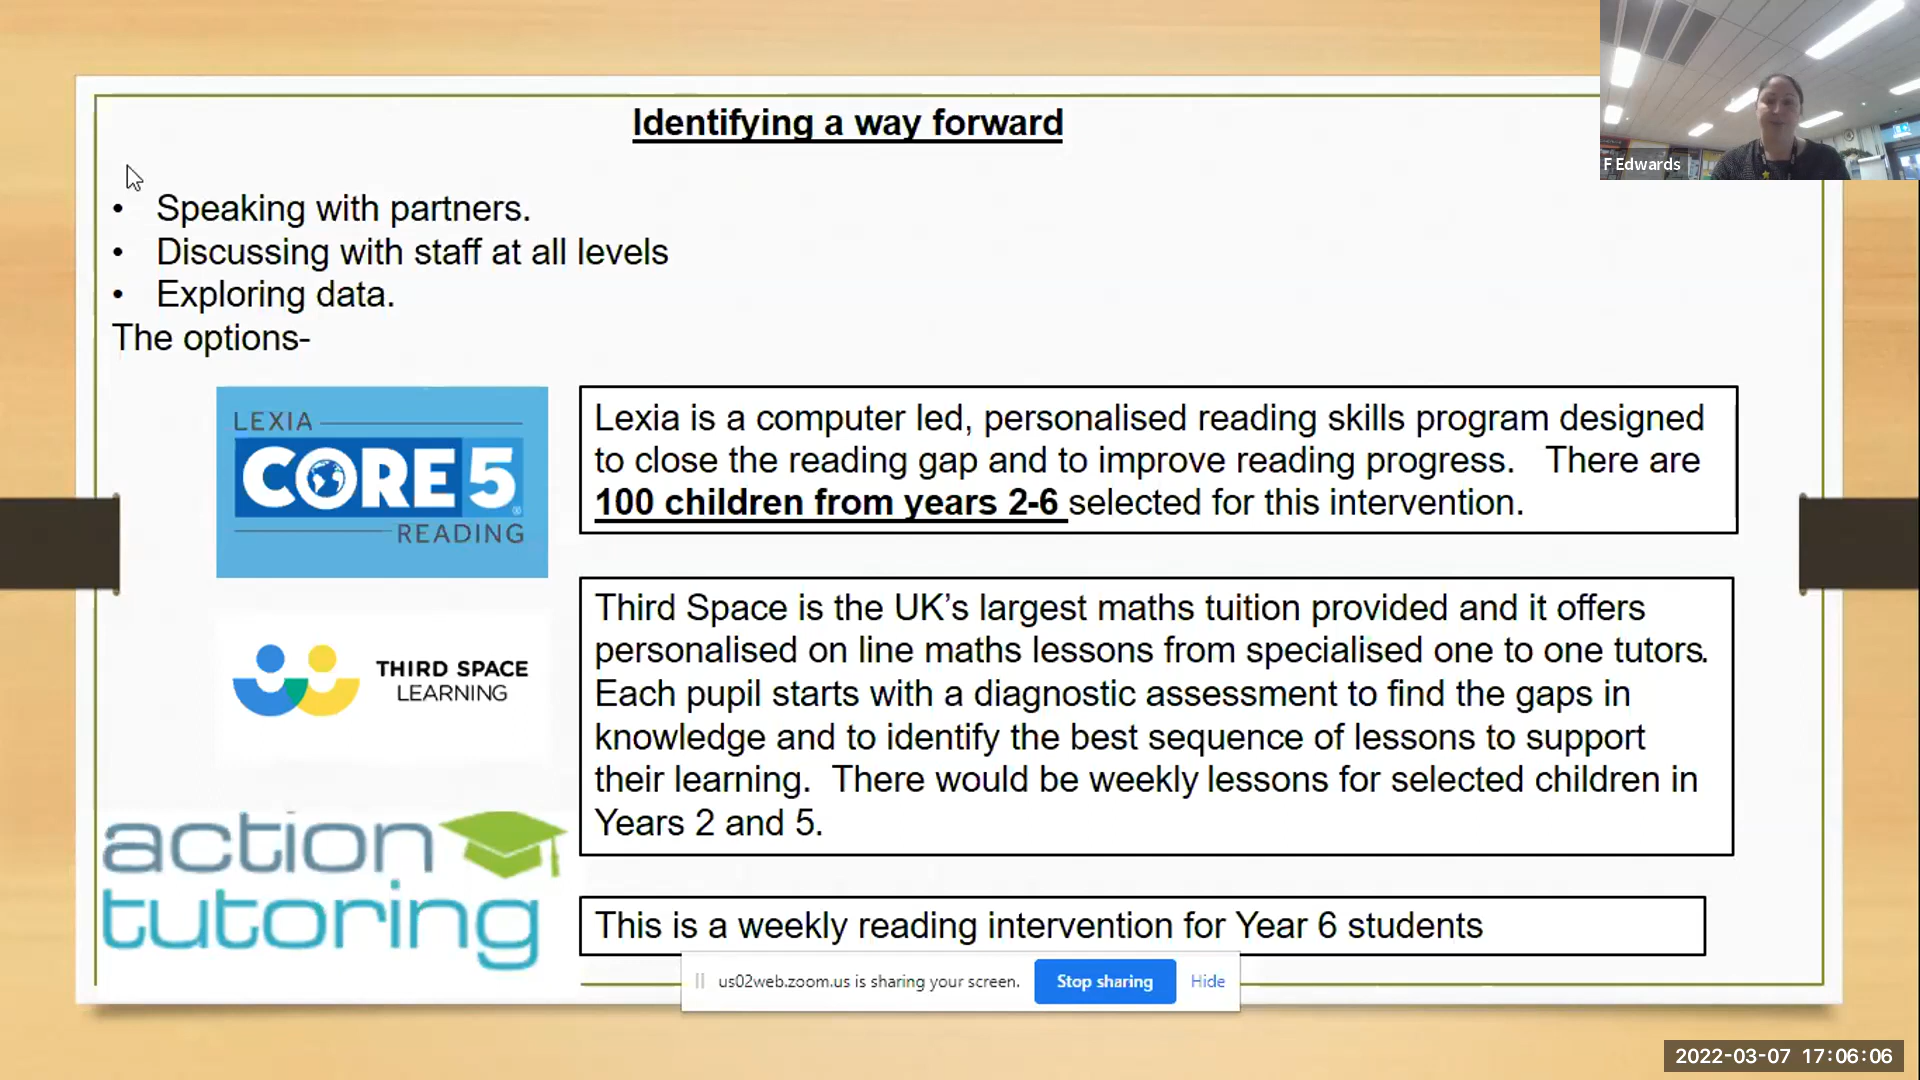 Identifying a way forward
F Edwards
• Speaking with partners.
• Discussing with staff at all levels
• Exploring data.
The options-
LEXIA
CORE5®
READING
Lexia is a computer led, personalised reading skills program designed
to close the reading gap and to improve reading progress. There are
100 children from years 2-6 selected for this intervention.
THIRD SPACE
LEARNING
Third Space is the UK’s largest maths tuition provided and it offers
personalised on line maths lessons from specialised one to one tutors.
Each pupil starts with a diagnostic assessment to find the gaps in
knowledge and to identify the best sequence of lessons to support
their learning. There would be weekly lessons for selected children in
Years 2 and 5.
action
tutoring
This is a weekly reading intervention for Year 6 students
us02web.zoom.us is sharing your screen. Stop sharing Hide
2022-03-07 17:06:06